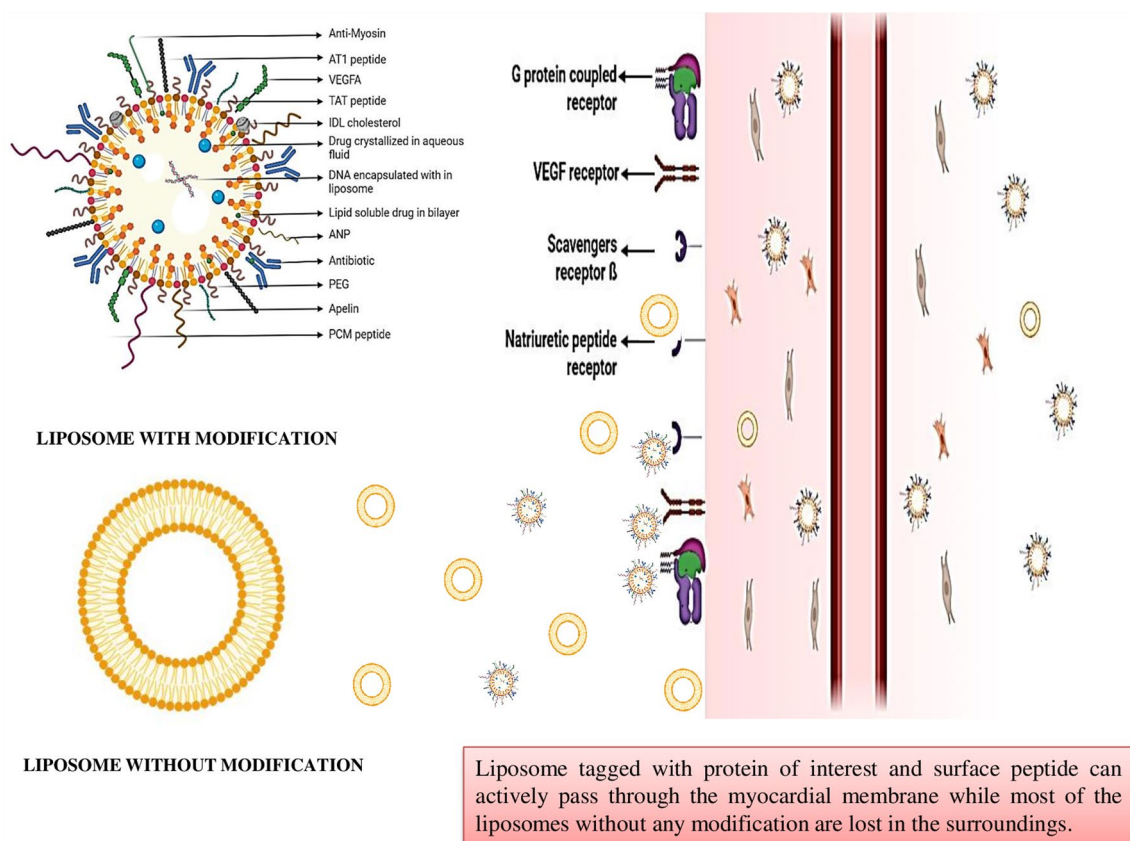 Anti-Myosin
AT1 peptide
VEGFA
TAT peptide
IDL cholesterol
Drug crystallized in aqueous
fluid
DNA encapsulated with in
liposome
Lipid soluble drug in bilayer
ANP
Antibiotic
PEG
Apelin
PCM peptide
LIPOSOME WITH MODIFICATION
LIPOSOME WITHOUT MODIFICATION
G protein coupled
receptor
VEGF receptor
Scavengers
receptor ß
Natriuretic peptide
receptor
Liposome tagged with protein of interest and surface peptide can
actively pass through the myocardial membrane while most of the
liposomes without any modification are lost in the surroundings.